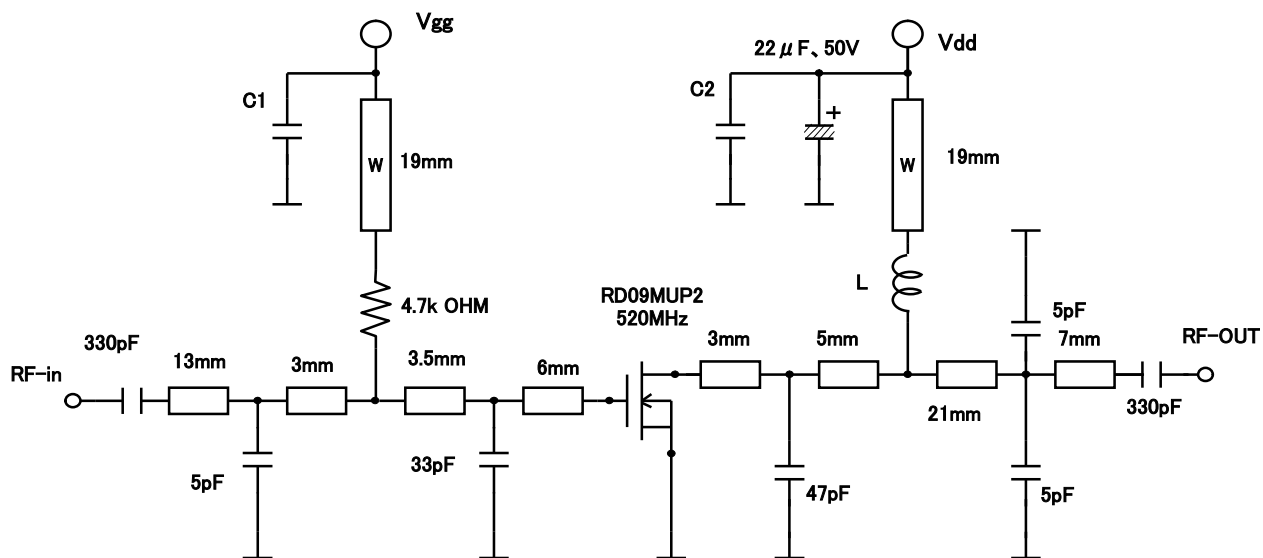 Vgg
Vdd
22μF、50V
C1
C2
W
19mm
W
19mm
L
4.7k OHM
RD09MUP2
520MHz
5pF
330pF
13mm
3mm
3.5mm
6mm
3mm
5mm
7mm
RF-OUT
RF-in
21mm
330pF
5pF
33pF
47pF
5pF
+